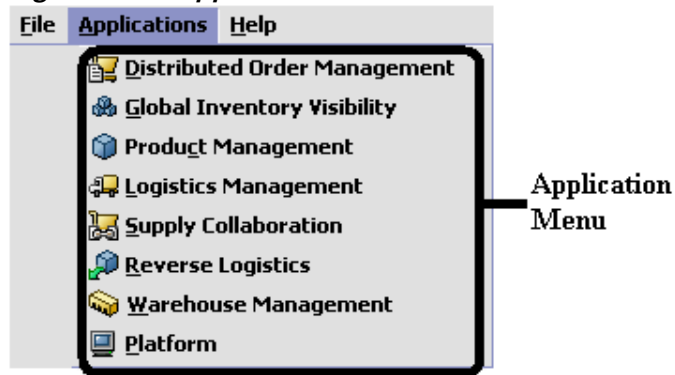 File Applications Help
Distributed Order Management
Global Inventory Visibility
Product Management
Logistics Management
Supply Collaboration
Reverse Logistics
Warehouse Management
Platform
Application
Menu